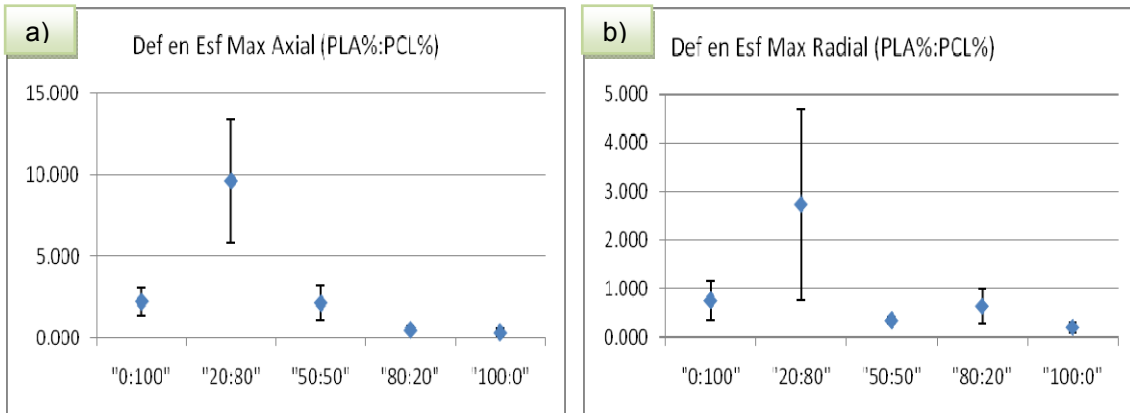 a)
Def en Esf Max Axial (PLA%:PCL%)
15.000
10.000
5.000
0.000
"0:100" "20:80" "50:50" "80:20" "100:0"
b)
Def en Esf Max Radial (PLA%:PCL%)
5.000
4.000
3.000
2.000
1.000
0.000
"0:100" "20:80" "50:50" "80:20" "100:0"